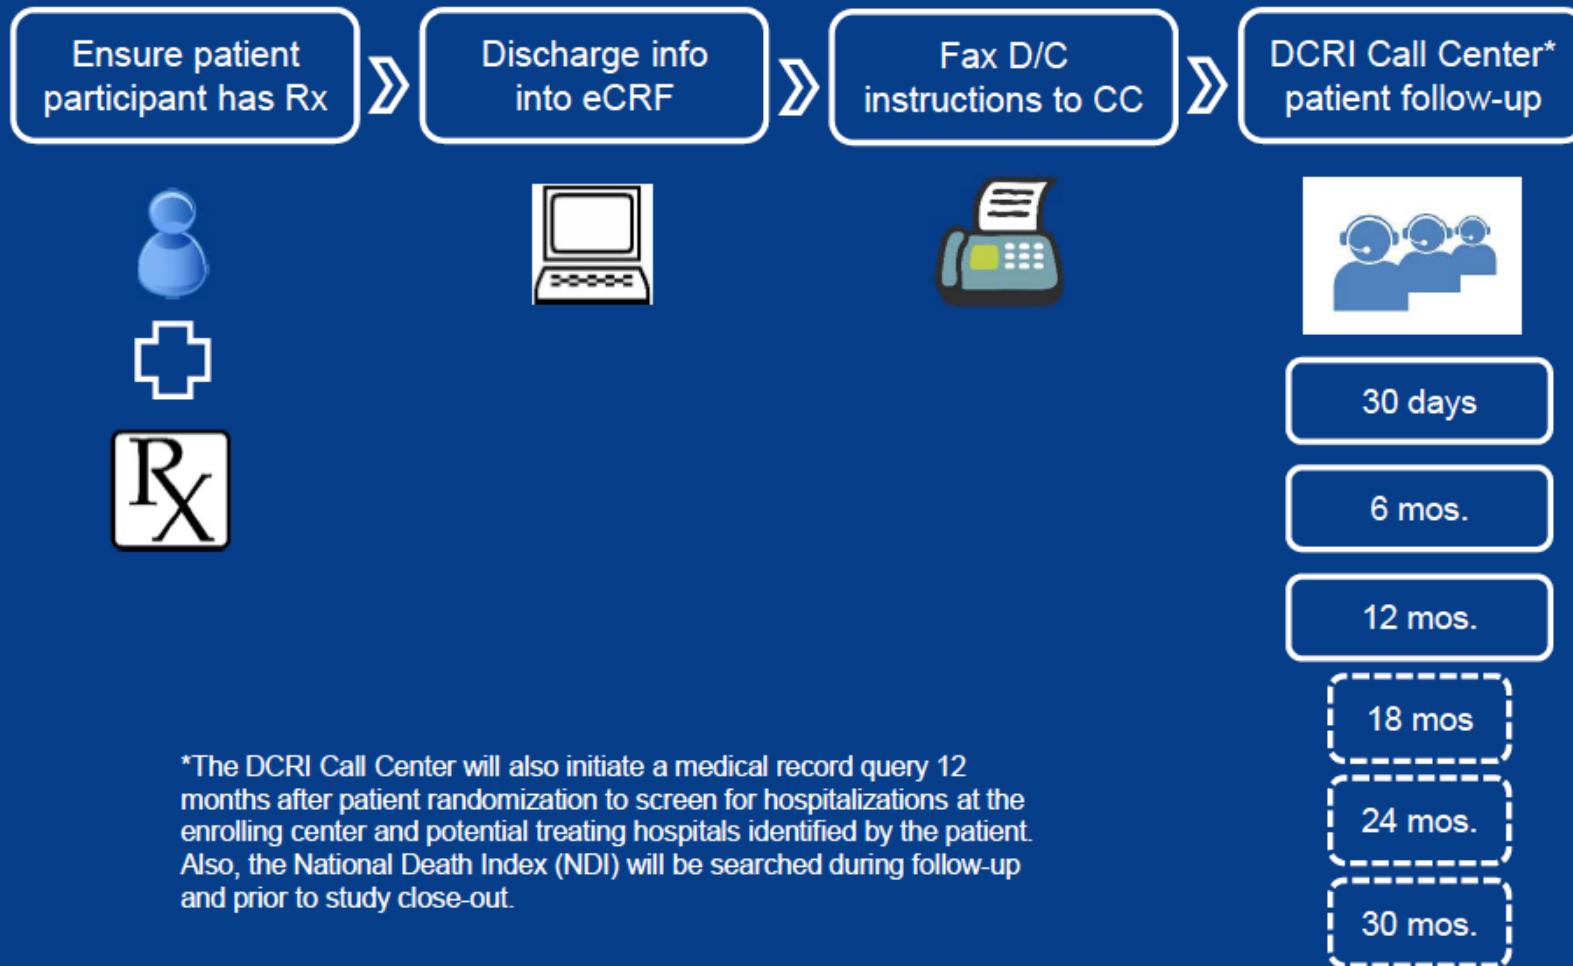 Ensure patient
participant has Rx
Discharge info
into eCRF
Fax D/C
instructions to CC
DCRI Call Center*
patient follow-up
Rx
30 days
6 mos.
12 mos.
18 mos
24 mos.
30 mos.
*The DCRI Call Center will also initiate a medical record query 12
months after patient randomization to screen for hospitalizations at the
enrolling center and potential treating hospitals identified by the patient.
Also, the National Death Index (NDI) will be searched during follow-up
and prior to study close-out.